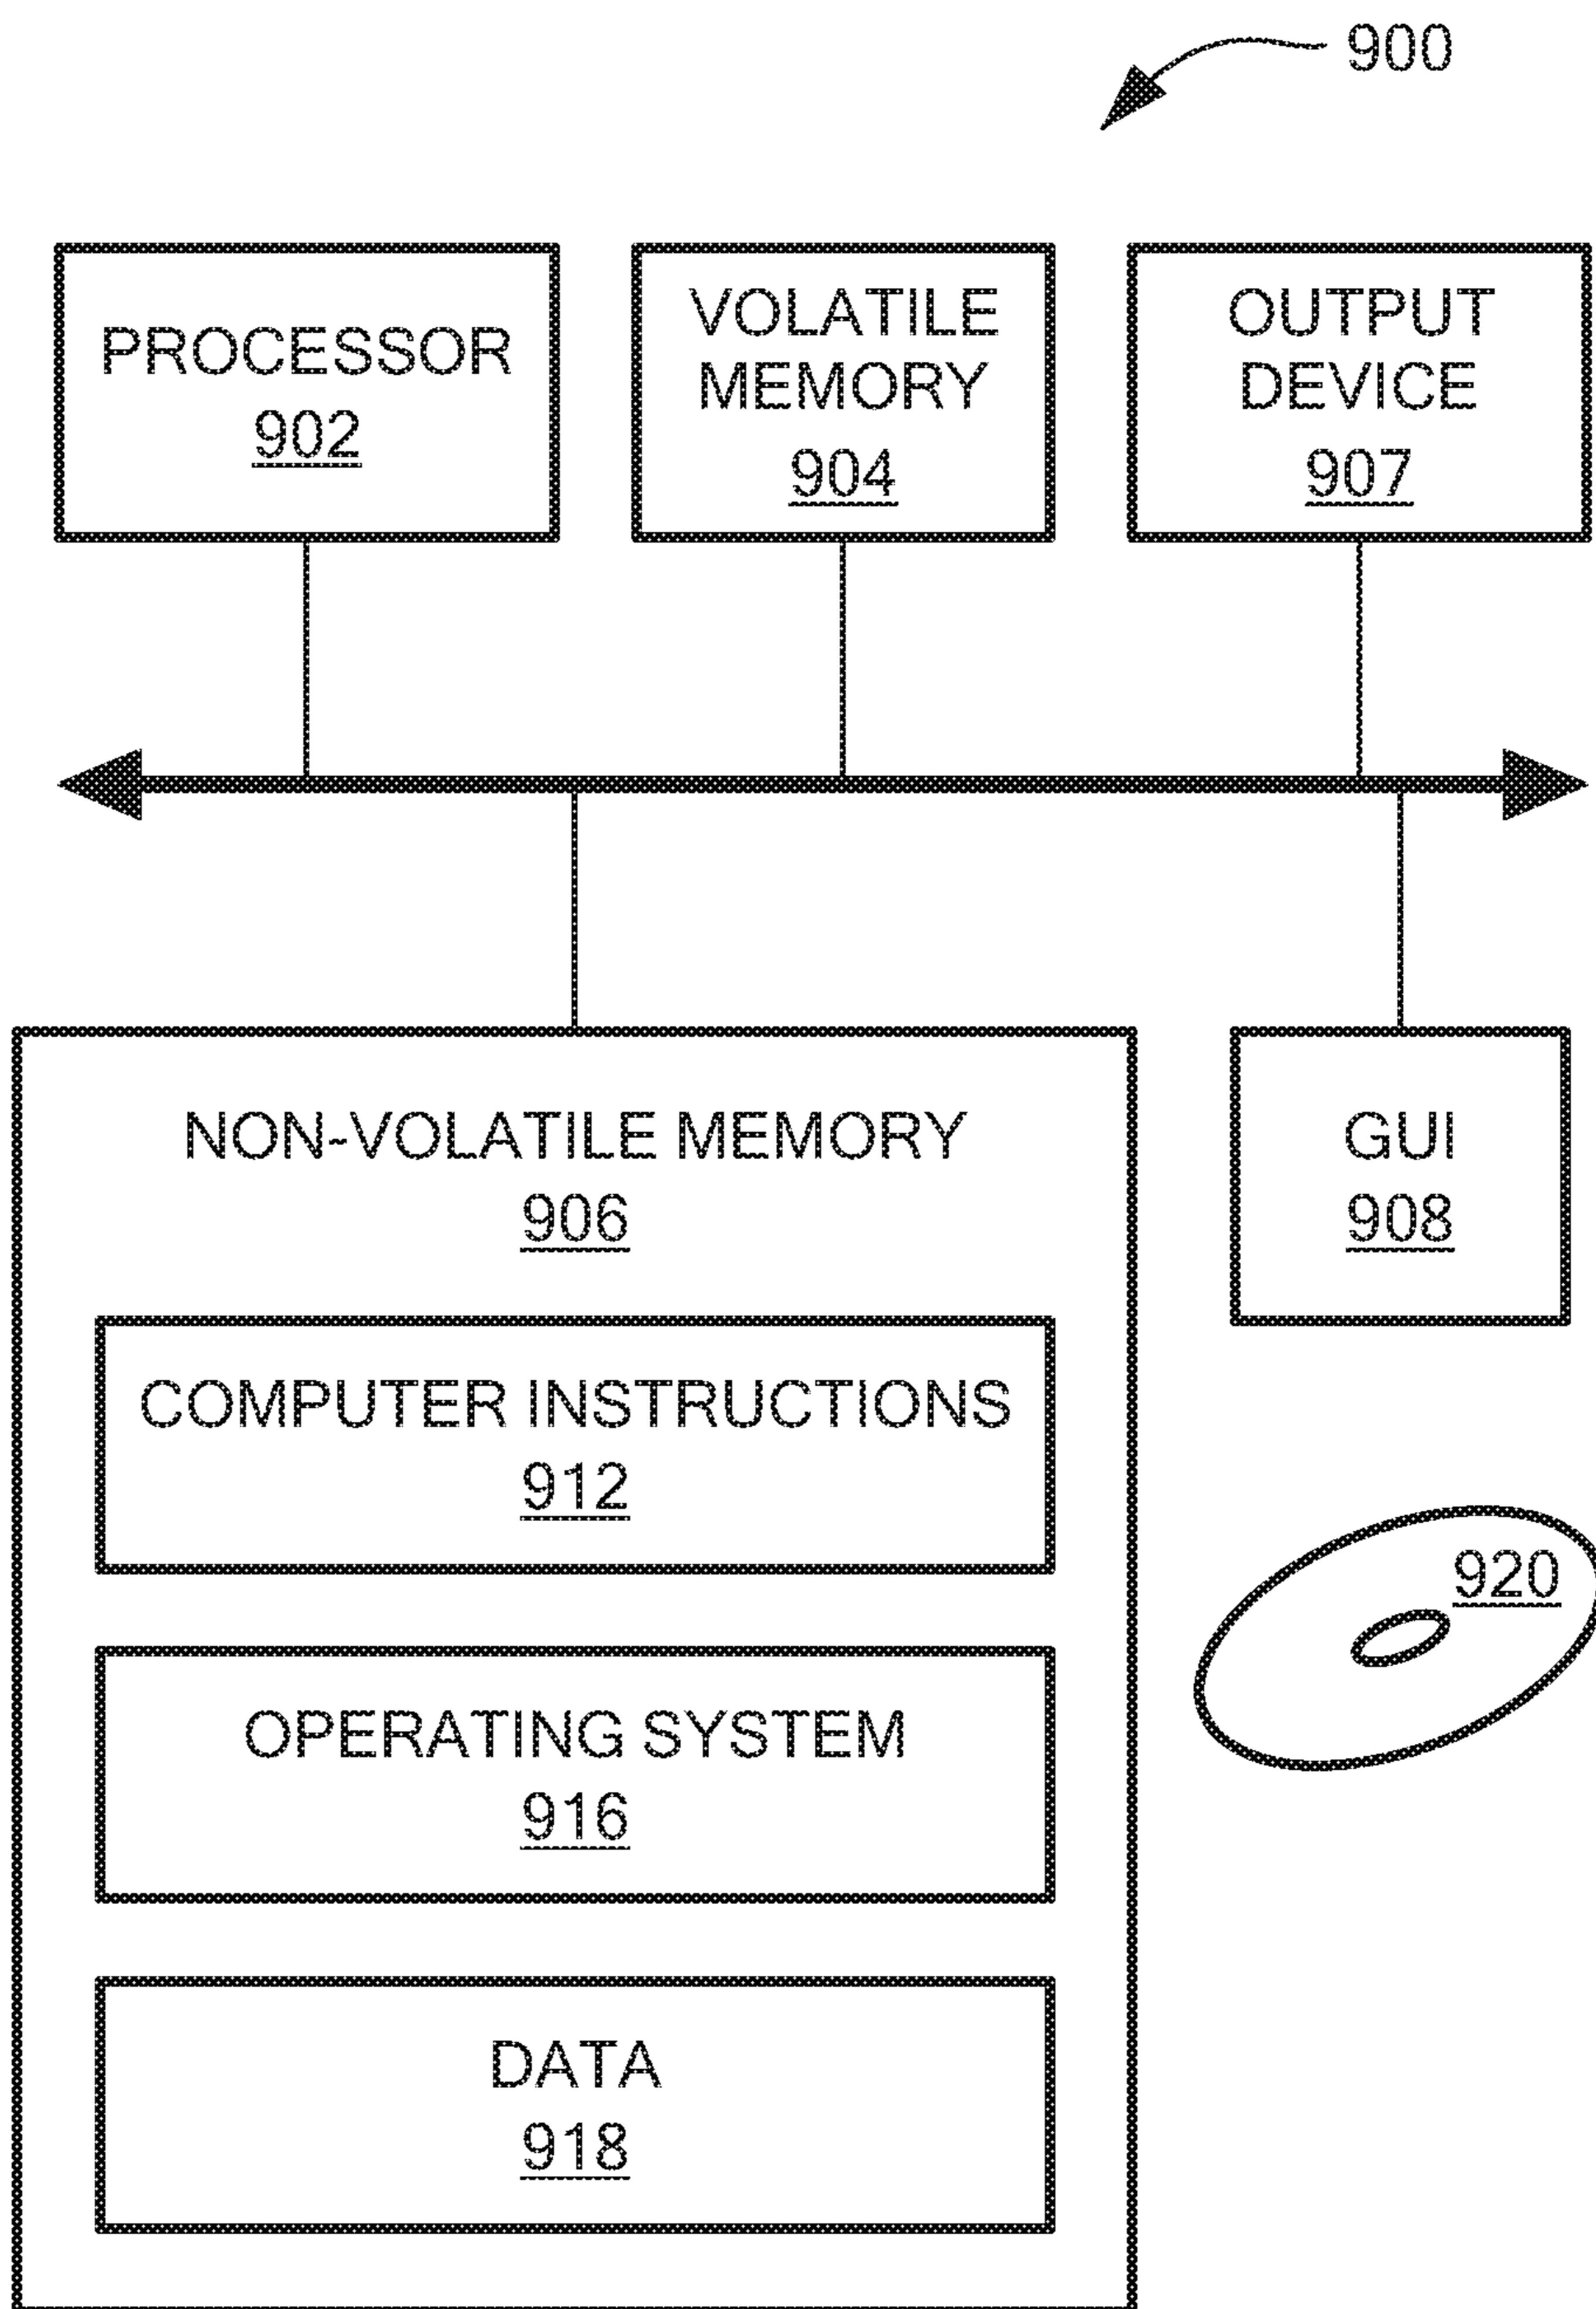 900
PROCESSOR
902
VOLATILE
MEMORY
904
OUTPUT
DEVICE
907
NON-VOLATILE MEMORY
906
GUI
908
COMPUTER INSTRUCTIONS
912
920
OPERATING SYSTEM
916
DATA
918